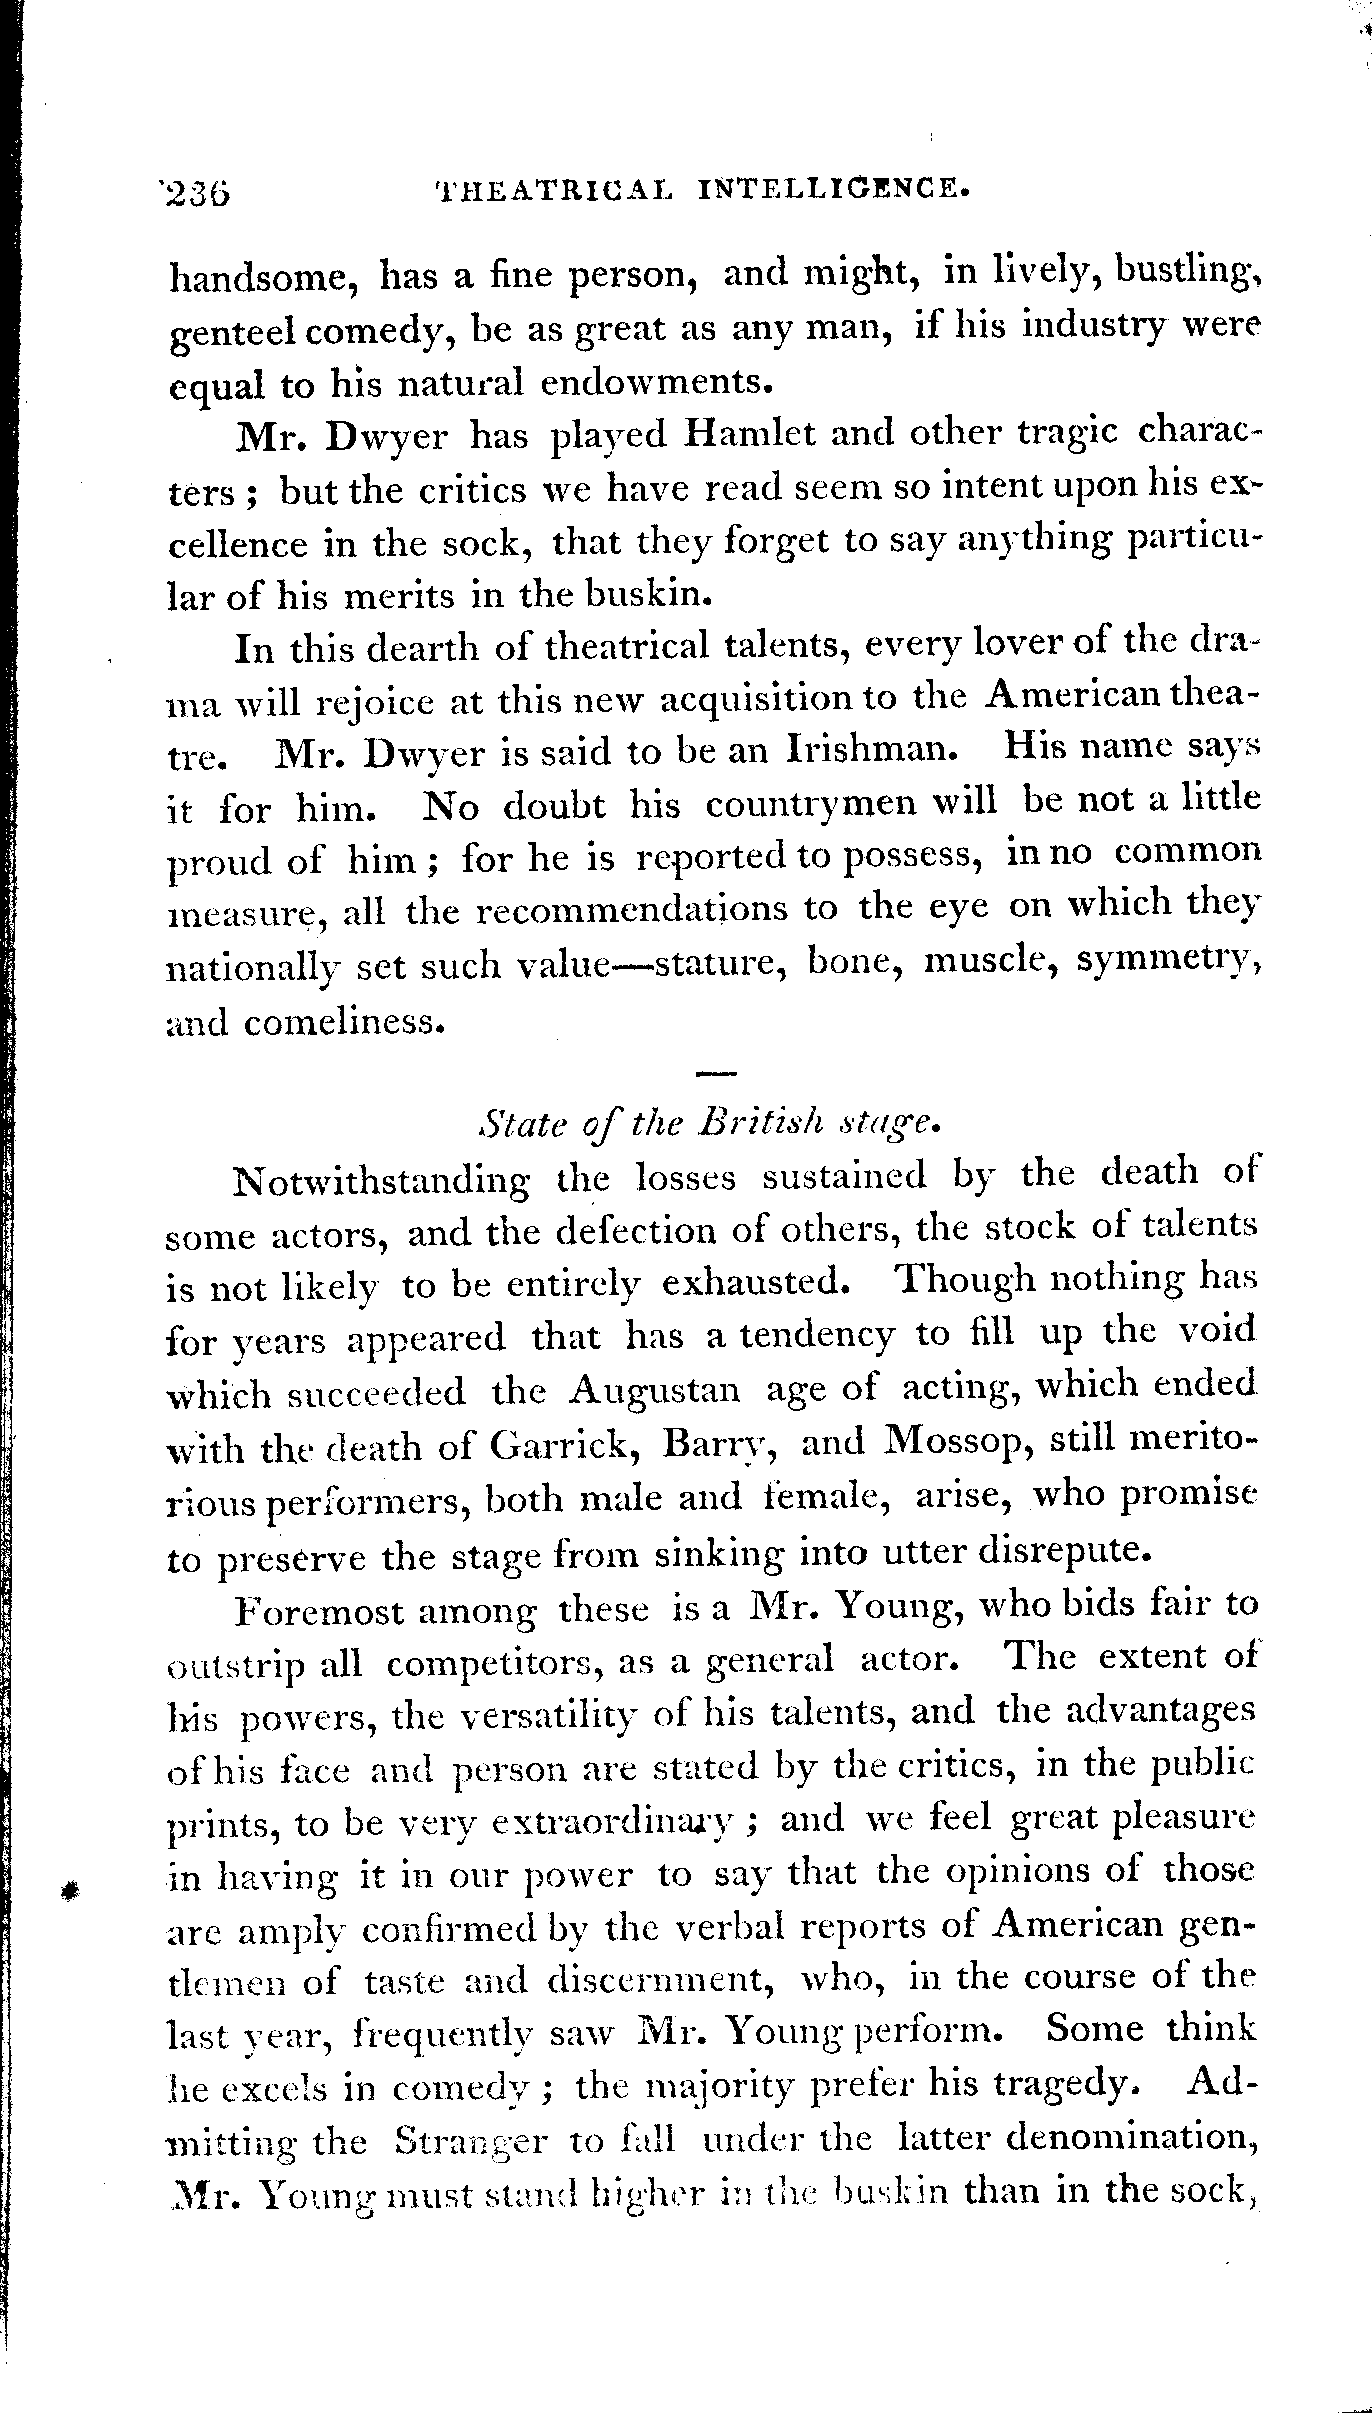 236 THEATRICAL INTELLIGENCE.
handsome, has a fine person, and might, in lively, bustling,
genteel comedy, be as great as any man, if his industry were
equal to his natural endowments.
Mr. Dwyer has played Hamlet and other tragic charac-
ters ; but the critics we have read seem so intent upon his ex-
cellence in the sock, that they forget to say anything particu-
lar of his merits in the buskin.
In this dearth of theatrical talents, every lover of the dra-
ma will rejoice at this new acquisition to the American thea-
tre. Mr. Dwyer is said to be an Irishman. His name says
it for him. No doubt his countrymen will be not a little
proud of him ; for he is reported to possess, in no common
measure, all the recommendations to the eye on which they
nationally set such value—stature, bone, muscle, symmetry,
and comeliness.
—
State of the British stage.
Notwithstanding the losses sustained by the death of
some actors, and the defection of others, the stock of talents
is not likely to be entirely exhausted. Though nothing has
for years appeared that has a tendency to fill up the void
which succeeded the Augustan age of acting, which ended
with the death of Garrick, Barry, and Mossop, still merito-
rious performers, both male and female, arise, who promise
to preserve the stage from sinking into utter disrepute.
Foremost among these is a Mr. Young, who bids fair to
outstrip all competitors, as a general actor. The extent of
his powers, the versatility of his talents, and the advantages
of his face and person are stated by the critics, in the public
prints, to be very extraordinary ; and we feel great pleasure
in having it in our power to say that the opinions of those
are amply confirmed by the verbal reports of American gen-
tlemen of taste and discernment, who, in the course of the
last year, frequently saw Mr. Young perform. Some think
he excels in comedy ; the majority prefer his tragedy. Ad-
mitting the Stranger to fall under the latter denomination,
Mr. Young must stand higher in the buskin than in the sock,